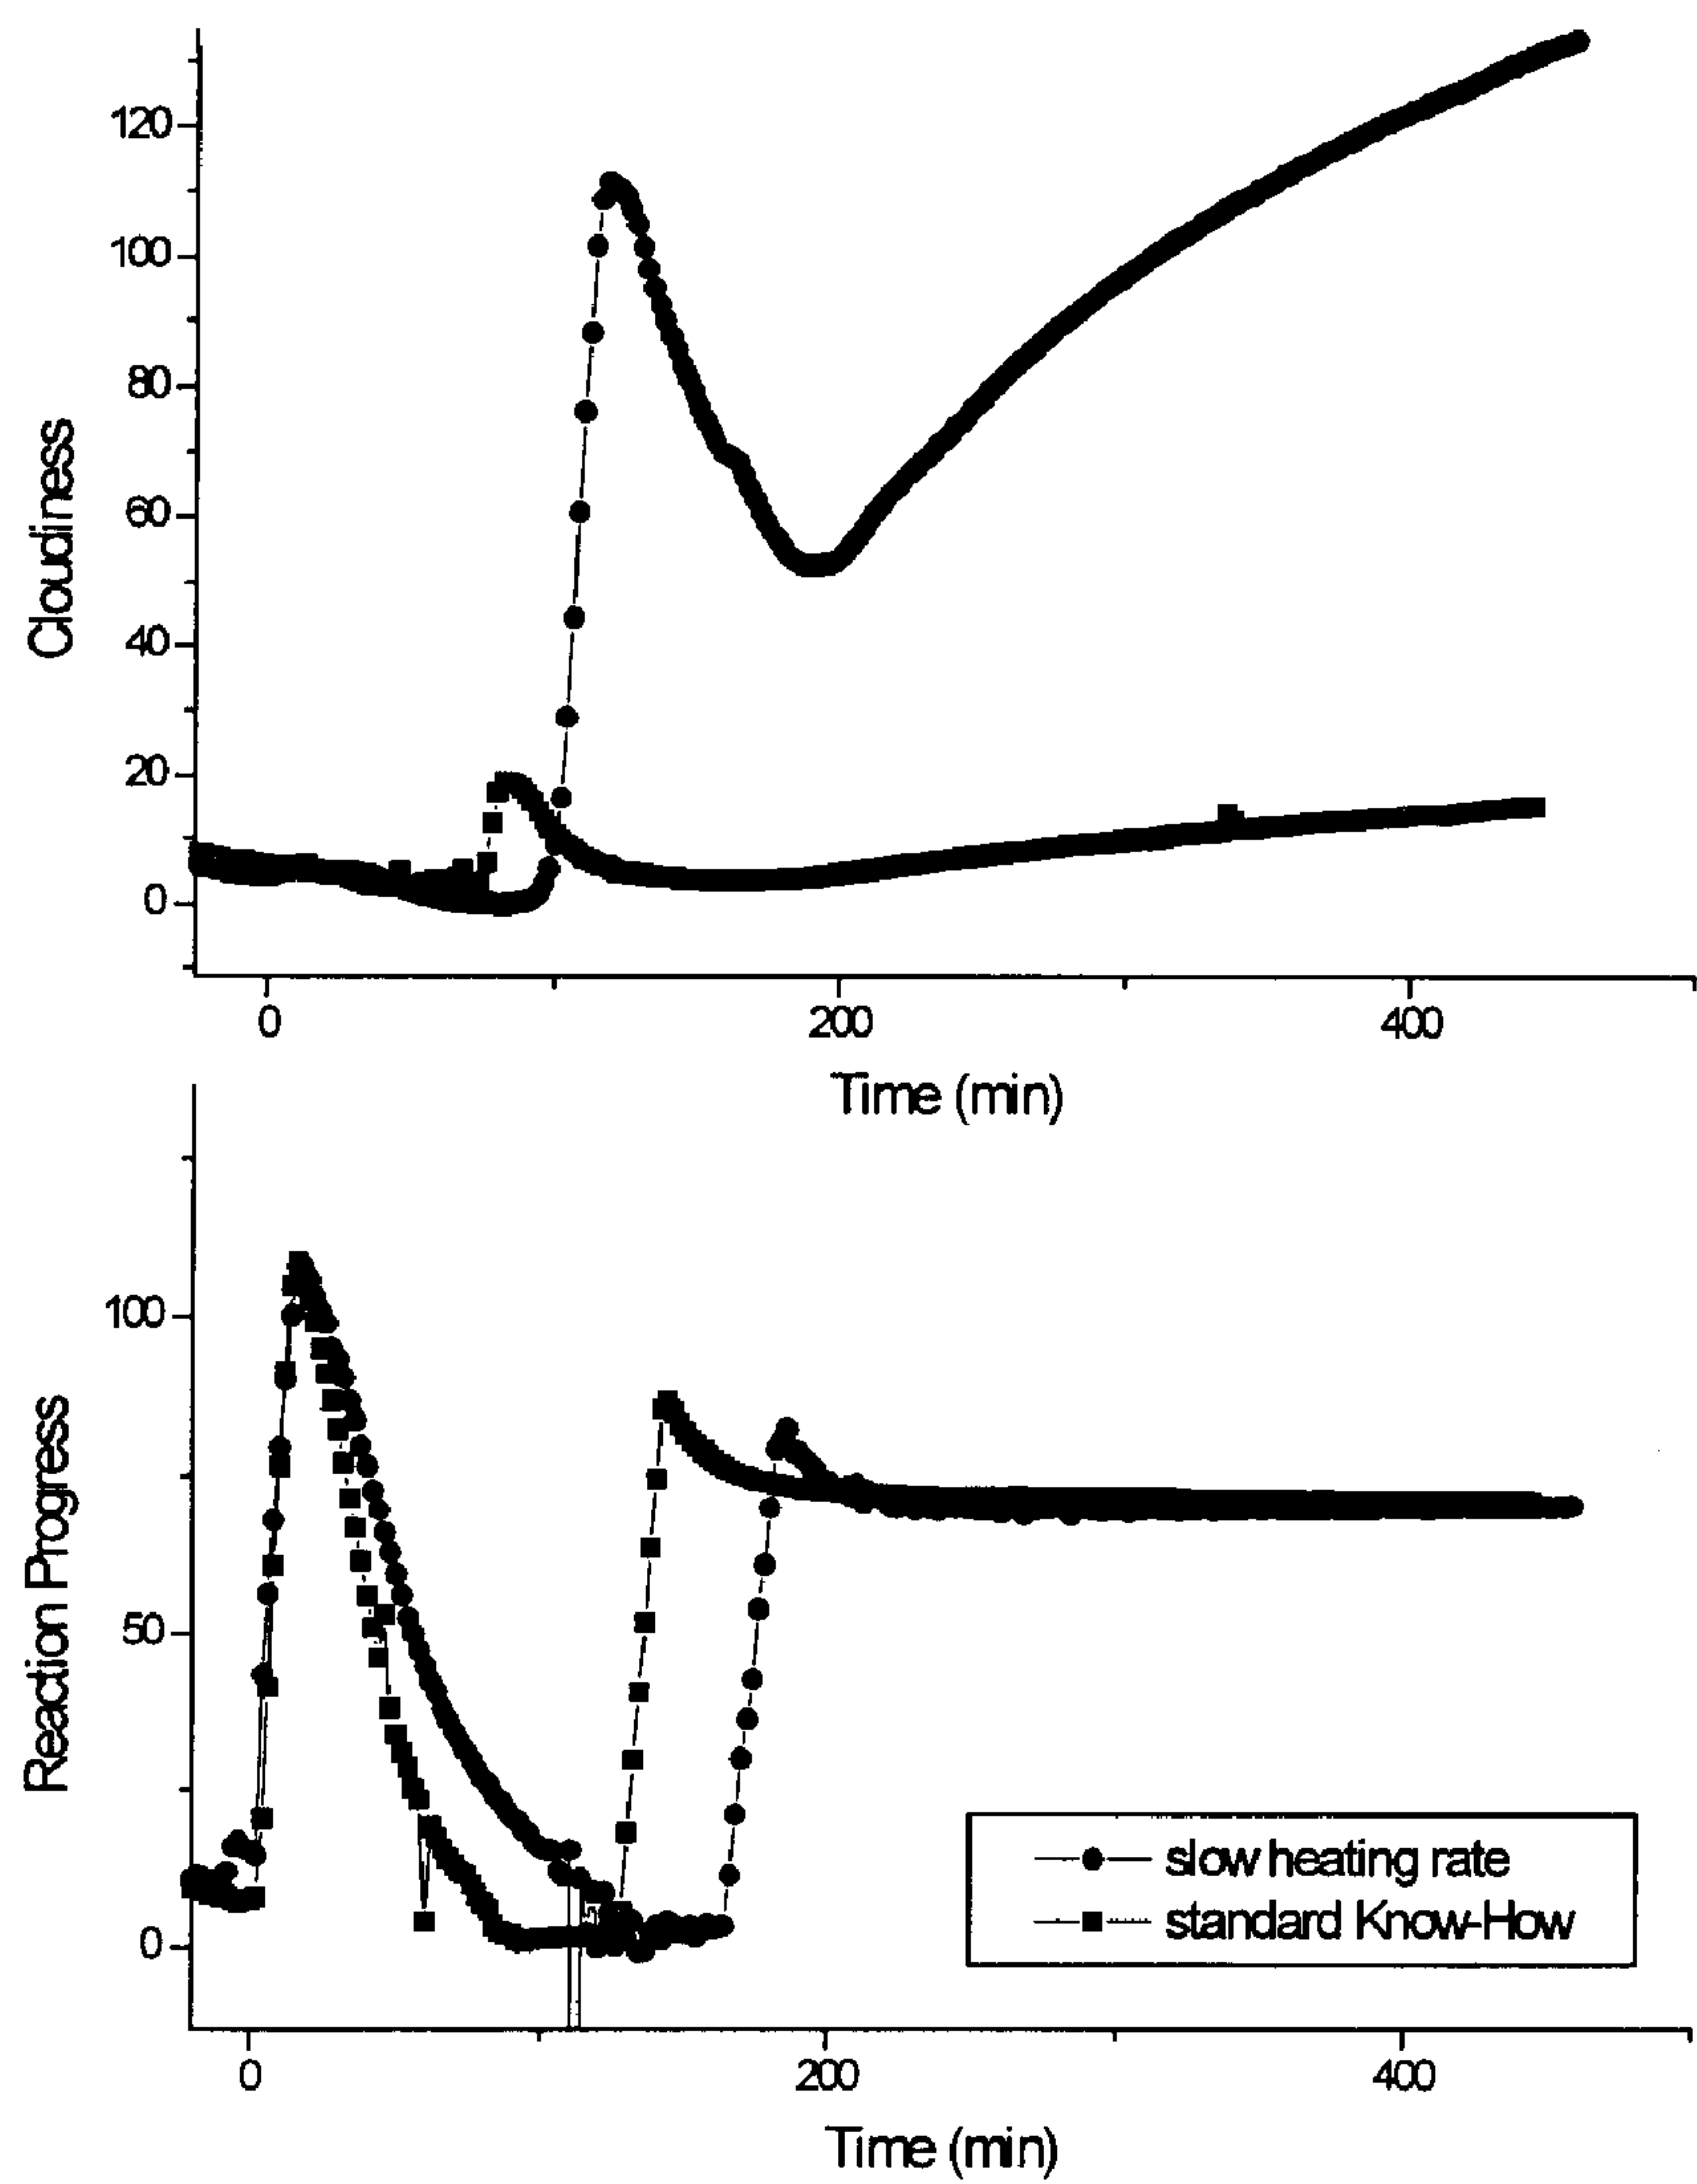 Cloudiness
120
100
80
60
40
20
0
0 200 400
Time (min)
Reaction Progress
100
50
0
slow heating rate
standard Know-How
0 200 400
Time (min)